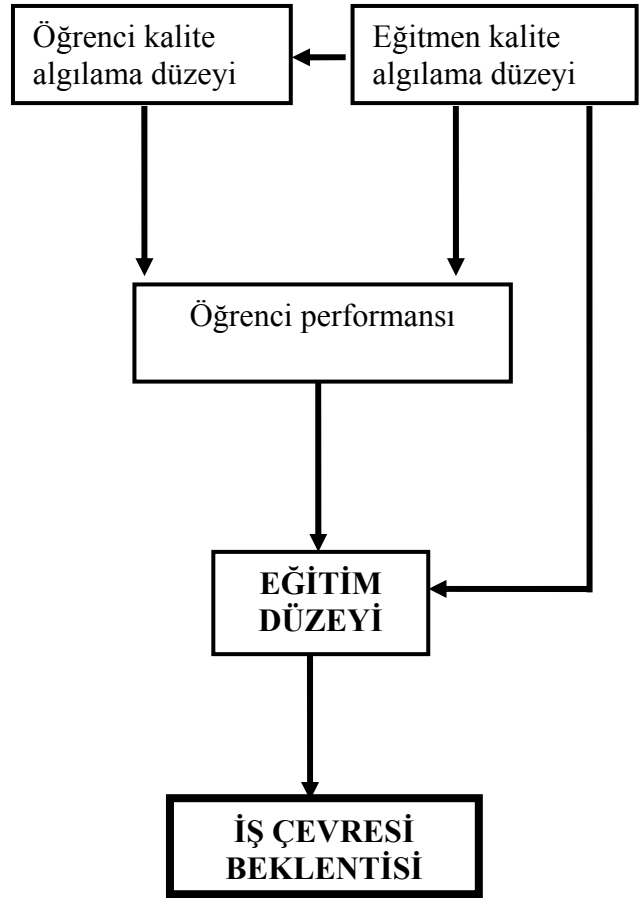 Öğrenci kalite
algılama düzeyi
Eğitmen kalite
algılama düzeyi
Öğrenci performansı
EĞİTİM
DÜZEYİ
İŞ ÇEVRESİ
BEKLENTİSİ